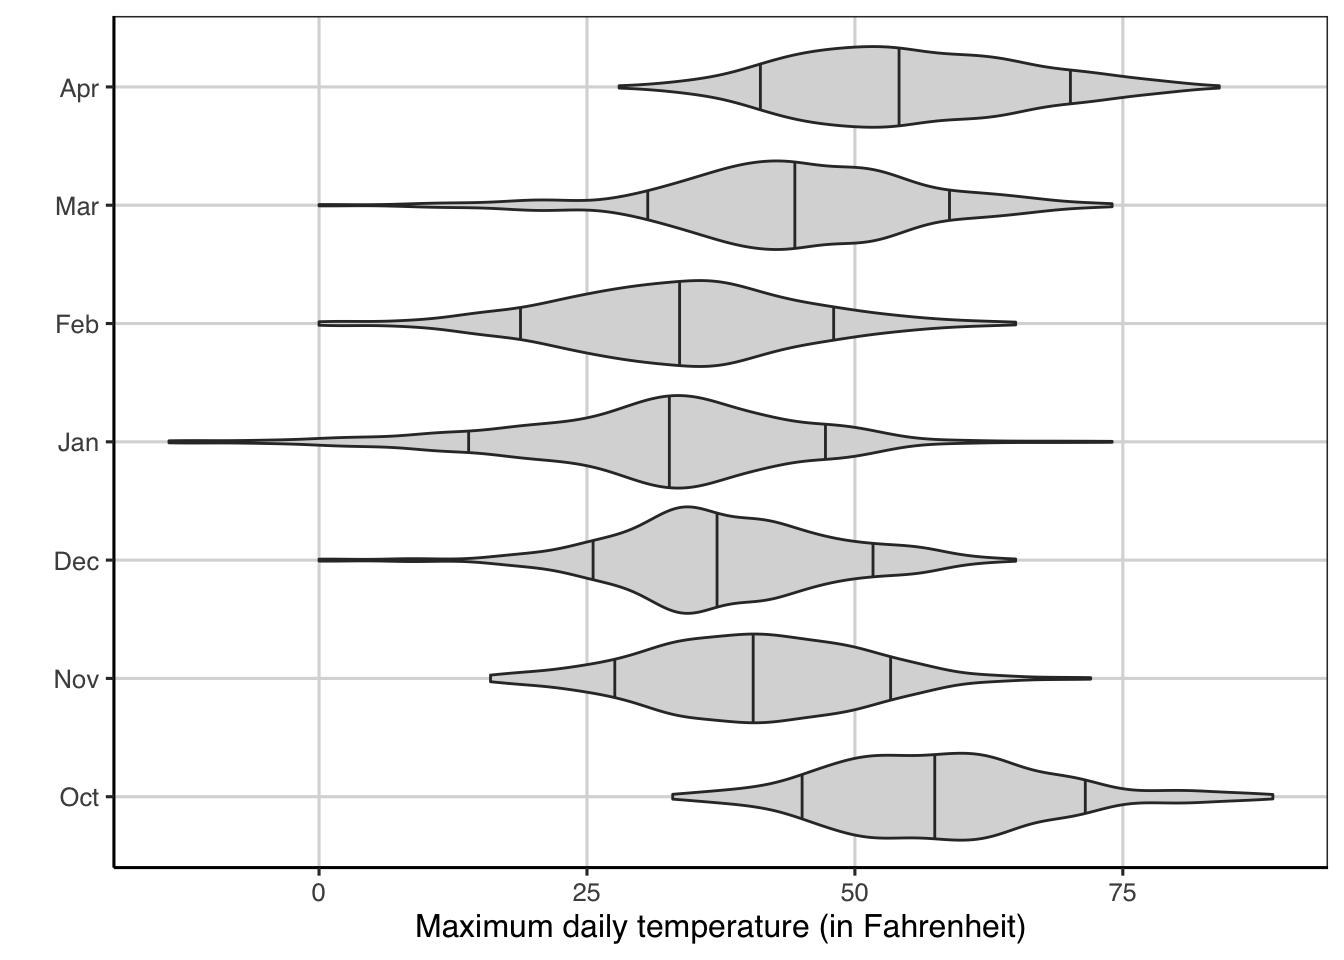 Apr
Mar
Feb
Jan
Dec
Nov
Oct
0 25 50 75
Maximum daily temperature (in Fahrenheit)